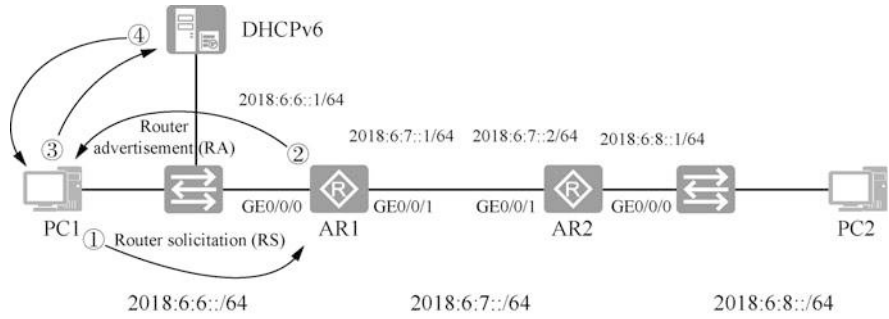 ④
DHCPv6
2018:6:6::1/64
③
Router
advertisement (RA)
②
2018:6:7::1/64
2018:6:7::2/64
2018:6:8::1/64
R
R
GE0/0/0
GE0/0/1
GE0/0/1
GE0/0/0
PC1
AR1
AR2
PC2
① Router solicitation (RS)
2018:6:6::/64
2018:6:7::/64
2018:6:8::/64